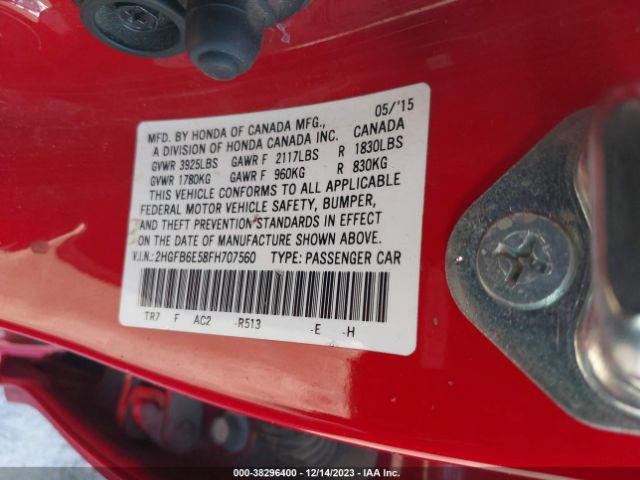 05/'15
MFD. BY HONDA OF CANADA MFG.,
A DIVISION OF HONDA CANADA INC. CANADA
GVWR 3925LBS GAWR F 2117LBS R 1830LBS
GVWR 1780KG GAWR F 960KG R 830KG
THIS VEHICLE CONFORMS TO ALL APPLICABLE
FEDERAL MOTOR VEHICLE SAFETY, BUMPER,
AND THEFT PREVENTION STANDARDS IN EFFECT
ON THE DATE OF MANUFACTURE SHOWN ABOVE.
V.I.N.: 2HGFB6E58FH707560 TYPE: PASSENGER CAR
TR7 F AC2 -R513 -E -H
000-38296400 - 12/14/2023 - IAA Inc.